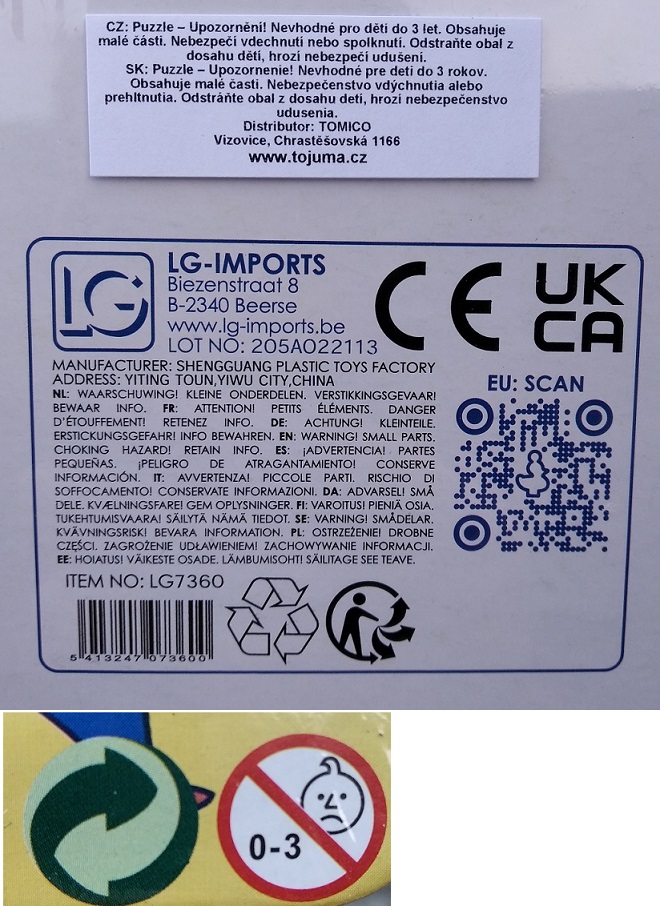 CZ: Puzzle – Upozornění! Nevhodné pro děti do 3 let. Obsahuje
malé části. Nebezpečí vdechnutí nebo spolknutí. Odstraňte obal z
dosahu dětí, hrozí nebezpečí udušení.
SK: Puzzle – Upozornenie! Nevhodné pre deti do 3 rokov.
Obsahuje malé časti. Nebezpečenstvo vdýchnutia alebo
prehltnutia. Odstráňte obal z dosahu detí, hrozí nebezpečenstvo
udusenia.
Distributor: TOMICO
Vizovice, Chrastěšovská 1166
www.tojuma.cz
LG
LG-IMPORTS
Biezenstraat 8
B-2340 Beerse
www.lg-imports.be
LOT NO: 205A022113
CE
UK
CA
MANUFACTURER: SHENGGUANG PLASTIC TOYS FACTORY
ADDRESS: YITING TOUN,YIWU CITY,CHINA
EU: SCAN
NL: WAARSCHUWING! KLEINE ONDERDELEN. VERSTIKKINGSGEVAAR!
BEWAAR INFO. FR: ATTENTION! PETITS ÉLÉMENTS. DANGER
D'ÉTOUFFEMENT! RETENEZ INFO. DE: ACHTUNG! KLEINTEILE.
ERSTICKUNGSGEFAHR! INFO BEWAHREN. EN: WARNING! SMALL PARTS.
CHOKING HAZARD! RETAIN INFO. ES: ¡ADVERTENCIA! PARTES
PEQUEÑAS. ¡PELIGRO DE ATRAGANTAMIENTO! CONSERVE
INFORMACIÓN. IT: AVVERTENZA! PICCOLE PARTI. RISCHIO DI
SOFFOCAMENTO! CONSERVATE INFORMAZIONI. DA: ADVARSEL! SMÅ
DELE. KVÆLNINGSFARE! GEM OPLYSNINGER. FI: VAROITUS! PIENIÄ OSIA.
TUKEHTUMISVAARA! SÄILYTÄ NÄMÄ TIEDOT. SE: VARNING! SMÅDELAR.
KVÄVNINGSRISK! BEVARA INFORMATION. PL: OSTRZEŻENIE! DROBNE
CZĘŚCI. ZAGROŻENIE UDŁAWIENIEM! ZACHOWYWANIE INFORMACJI.
EE: HOIATUS! VÄIKESTE OSADE. LÄMBUMISOHT! SÄILITAGE SEE TEAVE.
ITEM NO: LG7360
5 413247 073600
0-3